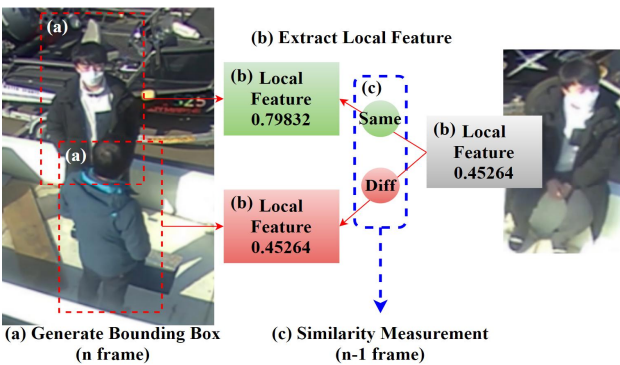 (a)
(b) Extract Local Feature
(a)
(b) Local
Feature
0.79832
(c)
Same
(b) Local
Feature
0.45264
(a)
Diff
(b) Local
Feature
0.45264
(a) Generate Bounding Box
(n frame)
(c) Similarity Measurement
(n-1 frame)